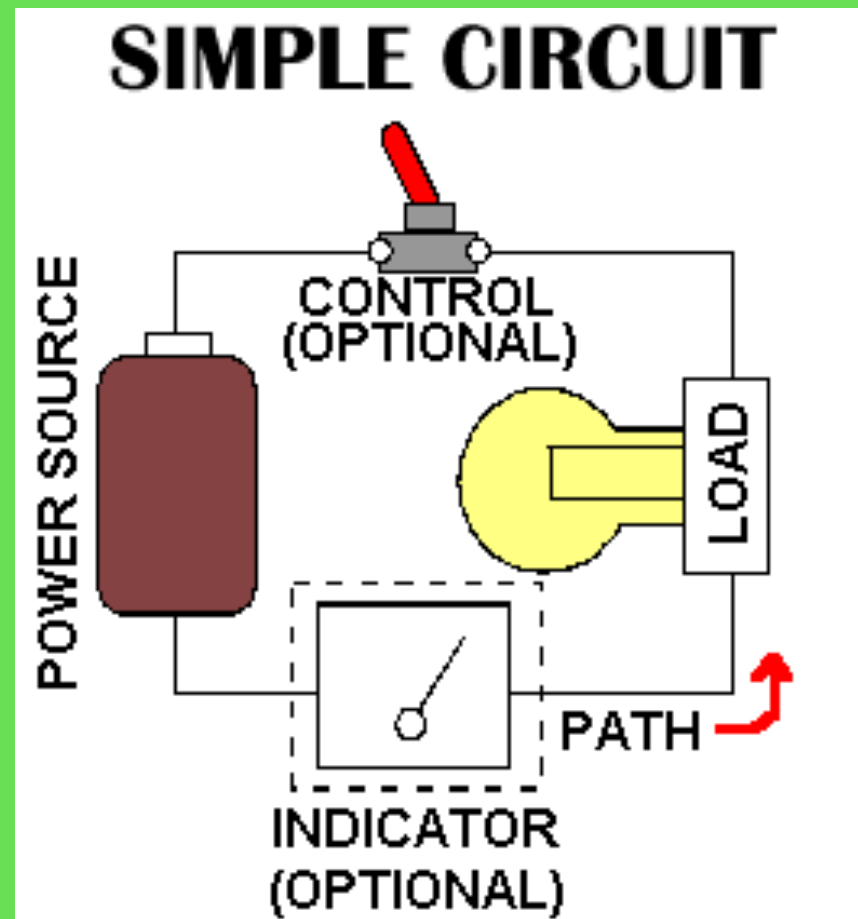 SIMPLE CIRCUIT
CONTROL
(OPTIONAL)
POWER SOURCE
LOAD
PATH
INDICATOR
(OPTIONAL)